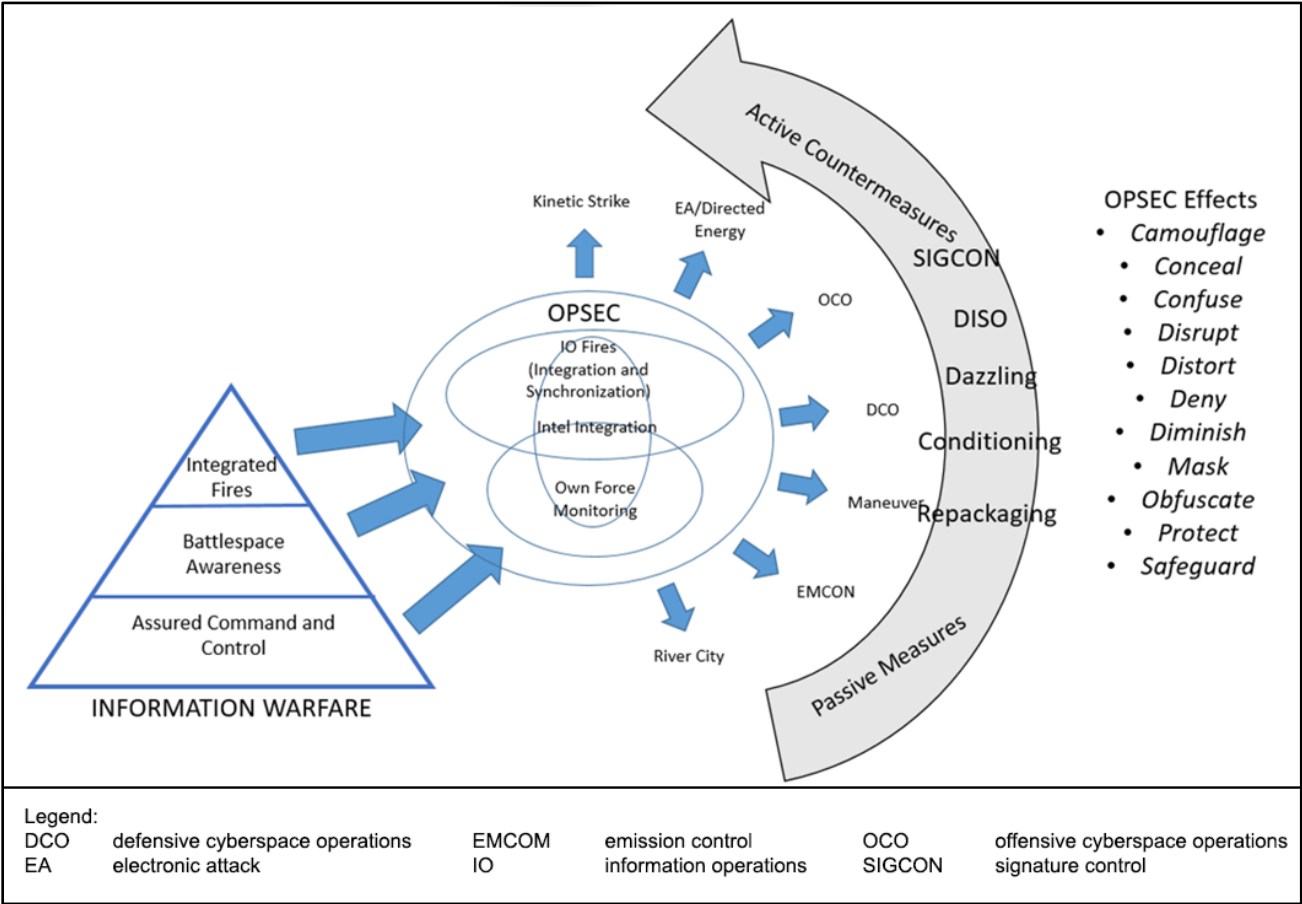 Integrated
Fires
Battlespace
Awareness
Assured Command and
Control
INFORMATION WARFARE
OPSEC
IO Fires
(Integration and
Synchronization)
Intel Integration
Own Force
Monitoring
Kinetic Strike
EA/Directed
Energy
OCO
DCO
Maneuver
EMCON
River City
Active Countermeasures
SIGCON
DISO
Dazzling
Conditioning
Repackaging
Passive Measures
OPSEC Effects
• Camouflage
• Conceal
• Confuse
• Disrupt
• Distort
• Deny
• Diminish
• Mask
• Obfuscate
• Protect
• Safeguard
Legend:
DCO defensive cyberspace operations EMCOM emission control OCO offensive cyberspace operations
EA electronic attack IO information operations SIGCON signature control